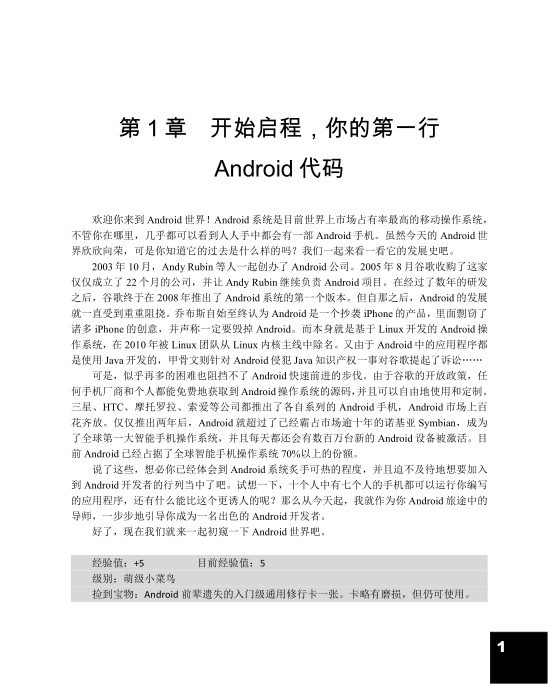 第 1 章　开始启程，你的第一行
Android 代码
欢迎你来到 Android 世界！Android 系统是目前世界上市场占有率最高的移动操作系统，
不管你在哪里，几乎都可以看到人人手中都会有一部 Android 手机。虽然今天的 Android 世
界欣欣向荣，可是你知道它的过去是什么样的吗？我们一起来看一看它的发展史吧。
2003 年 10 月，Andy Rubin 等人一起创办了 Android 公司。2005 年 8 月谷歌收购了这家
仅仅成立了 22 个月的公司，并让 Andy Rubin 继续负责 Android 项目。在经过了数年的研发
之后，谷歌终于在 2008 年推出了 Android 系统的第一个版本。但自那之后，Android 的发展
就一直受到重重阻挠。乔布斯自始至终认为 Android 是一个抄袭 iPhone 的产品，里面剽窃了
诸多 iPhone 的创意，并声称一定要毁掉 Android。而本身就是基于 Linux 开发的 Android 操
作系统，在 2010 年被 Linux 团队从 Linux 内核主线中除名。又由于 Android 中的应用程序都
是使用 Java 开发的，甲骨文则针对 Android 侵犯 Java 知识产权一事对谷歌提起了诉讼……
可是，似乎再多的困难也阻挡不了 Android 快速前进的步伐。由于谷歌的开放政策，任
何手机厂商和个人都能免费地获取到 Android 操作系统的源码，并且可以自由地使用和定制。
三星、HTC、摩托罗拉、索爱等公司都推出了各自系列的 Android 手机，Android 市场上百
花齐放。仅仅推出两年后，Android 就超过了已经霸占市场逾十年的诺基亚 Symbian，成为
了全球第一大智能手机操作系统，并且每天都还会有数百万台新的 Android 设备被激活。目
前 Android 已经占据了全球智能手机操作系统 70%以上的份额。
说了这些，想必你已经体会到 Android 系统炙手可热的程度，并且迫不及待地想要加入
到 Android 开发者的行列当中了吧。试想一下，十个人中有七个人的手机都可以运行你编写
的应用程序，还有什么能比这个更诱人的呢？那么从今天起，我就作为你 Android 旅途中的
导师，一步步地引导你成为一名出色的 Android 开发者。
好了，现在我们就来一起初窥一下 Android 世界吧。
经验值：+5　　目前经验值：5
级别：萌级小菜鸟
捡到宝物：Android 前辈遗失的入门级通用修行卡一张。卡略有磨损，但仍可使用。
1